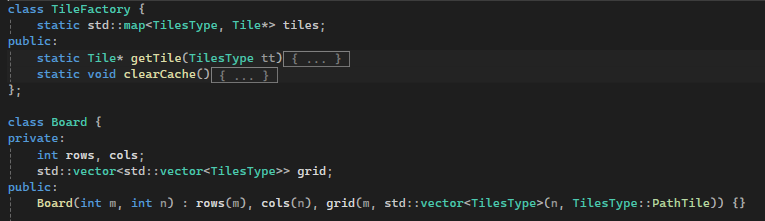 class TileFactory {
    static std::map<TilesType, Tile*> tiles;
public:
    static Tile* getTile(TilesType tt){ ... }
    static void clearCache(){ ... }
};

class Board {
private:
    int rows, cols;
    std::vector<std::vector<TilesType>> grid;
public:
    Board(int m, int n) : rows(m), cols(n), grid(m, std::vector<TilesType>(n, TilesType::PathTile)) {}